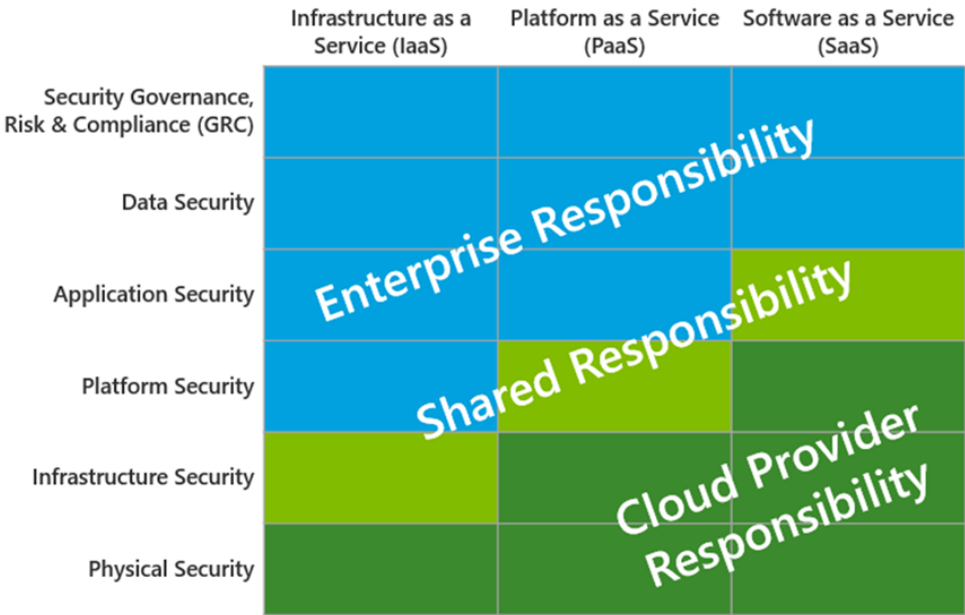 Infrastructure as a
Service (IaaS)
Platform as a Service
(PaaS)
Software as a Service
(SaaS)
Security Governance,
Risk & Compliance (GRC)
Data Security
Application Security
Platform Security
Infrastructure Security
Physical Security
Enterprise Responsibility
Shared Responsibility
Cloud Provider
Responsibility